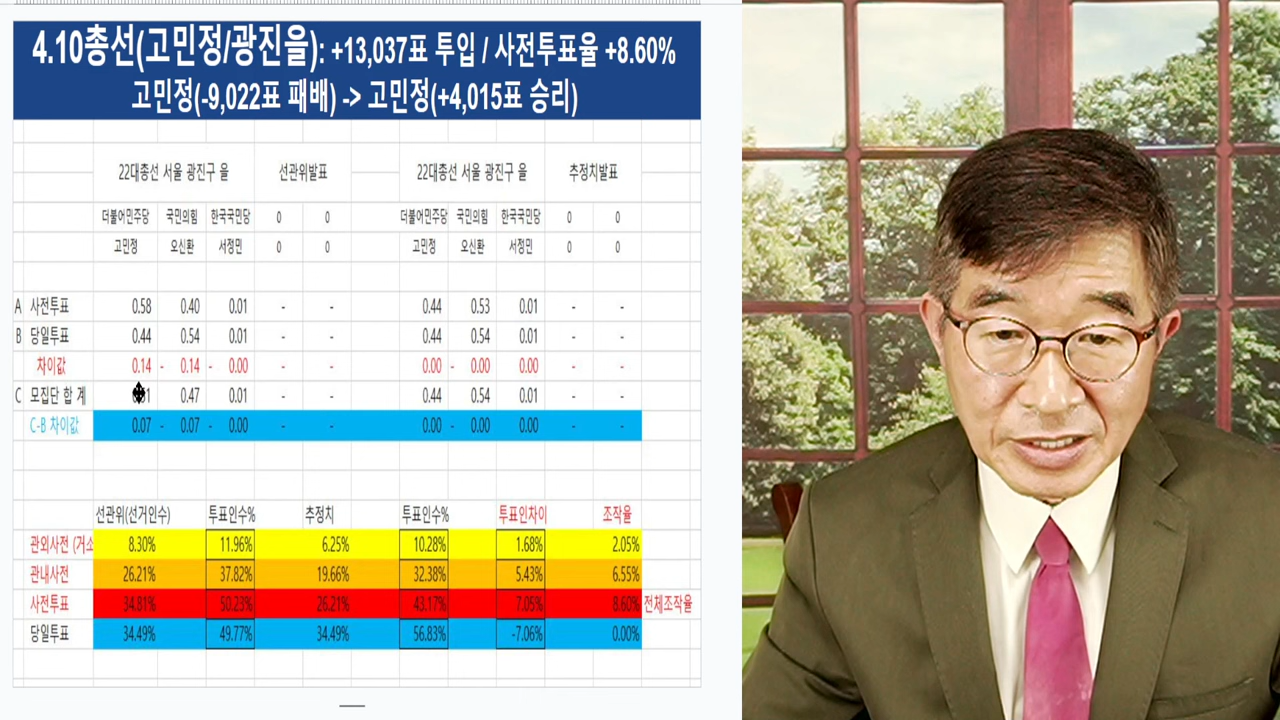 4.10총선(고민정/광진을): +13,037표 투입 / 사전투표율 +8.60%
고민정(-9,022표 패배) -> 고민정(+4,015표 승리)
22대총선 서울 광진구 을 선관위발표 22대총선 서울 광진구 을 추정치발표
더불어민주당 국민의힘 한국국민당 0 0 더불어민주당 국민의힘 한국국민당 0 0
고민정 오신환 서정민 0 0 고민정 오신환 서정민 0 0
A 사전투표 0.58 0.40 0.01 - - 0.44 0.53 0.01 - -
B 당일투표 0.44 0.54 0.01 - - 0.44 0.54 0.01 - -
차이값 0.14 - 0.14 - 0.00 0.00 - 0.00 0.00 - -
C 모집단 합 계 0.47 0.01 - - 0.44 0.54 0.01 - -
C-B 차이값 0.07 - 0.07 - 0.00 - - 0.00 - 0.00 0.00 - -
선관위(선거인수) 투표인수% 추정치 투표인수% 투표인차이 조작율
관외사전 (거소 8.30% 11.96% 6.25% 10.28% 1.68% 2.05%
관내사전 26.21% 37.82% 19.66% 32.38% 5.43% 6.55%
사전투표 34.81% 50.23% 26.21% 43.17% 7.05% 8.60% 전체조작율
당일투표 34.49% 49.77% 34.49% 56.83% -7.06% 0.00%